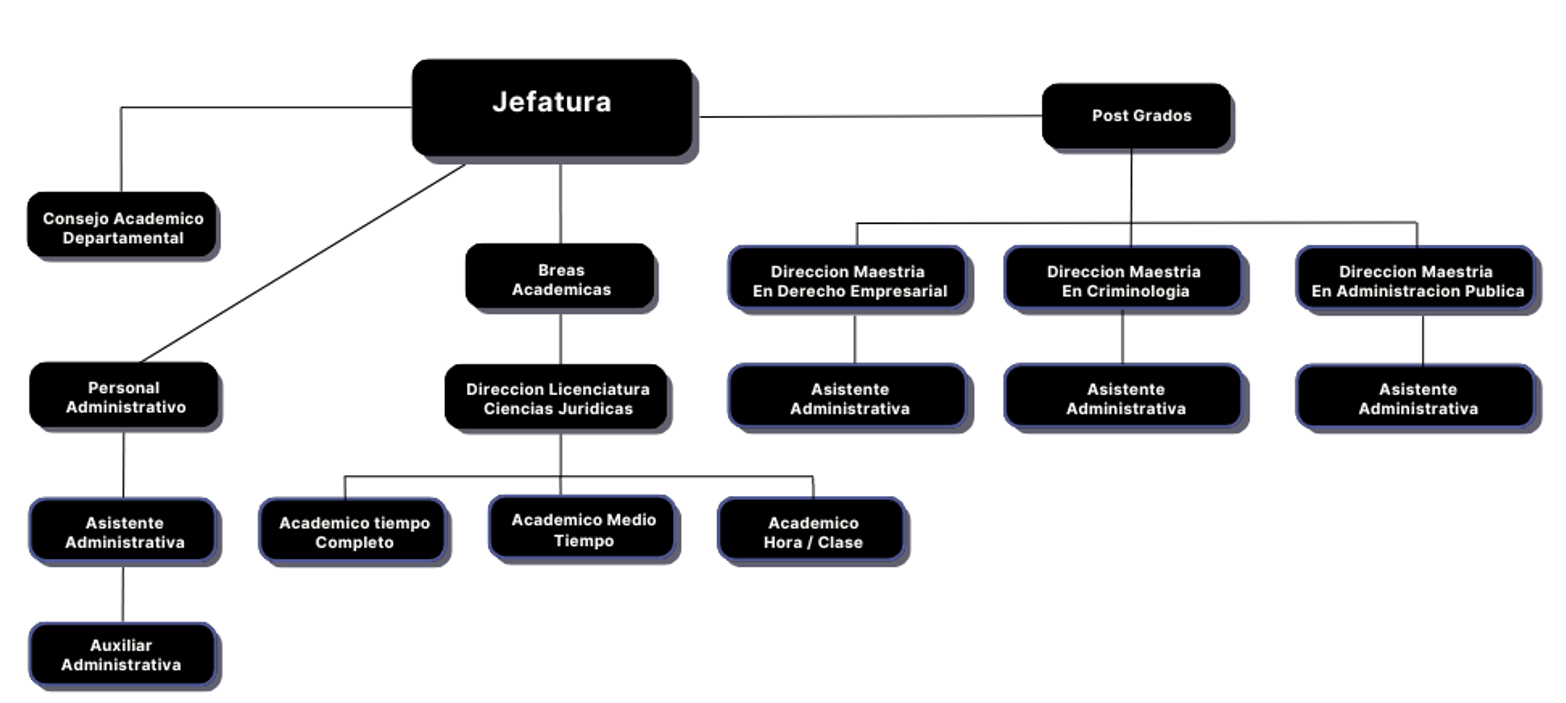 Jefatura
Post Grados
Consejo Academico
Departamental
Breas
Academicas
Direccion Maestria
En Derecho Empresarial
Direccion Maestria
En Criminologia
Direccion Maestria
En Administracion Publica
Personal
Administrativo
Direccion Licenciatura
Ciencias Juridicas
Asistente
Administrativa
Asistente
Administrativa
Asistente
Administrativa
Asistente
Administrativa
Academico tiempo
Completo
Academico Medio
Tiempo
Academico
Hora / Clase
Auxiliar
Administrativa